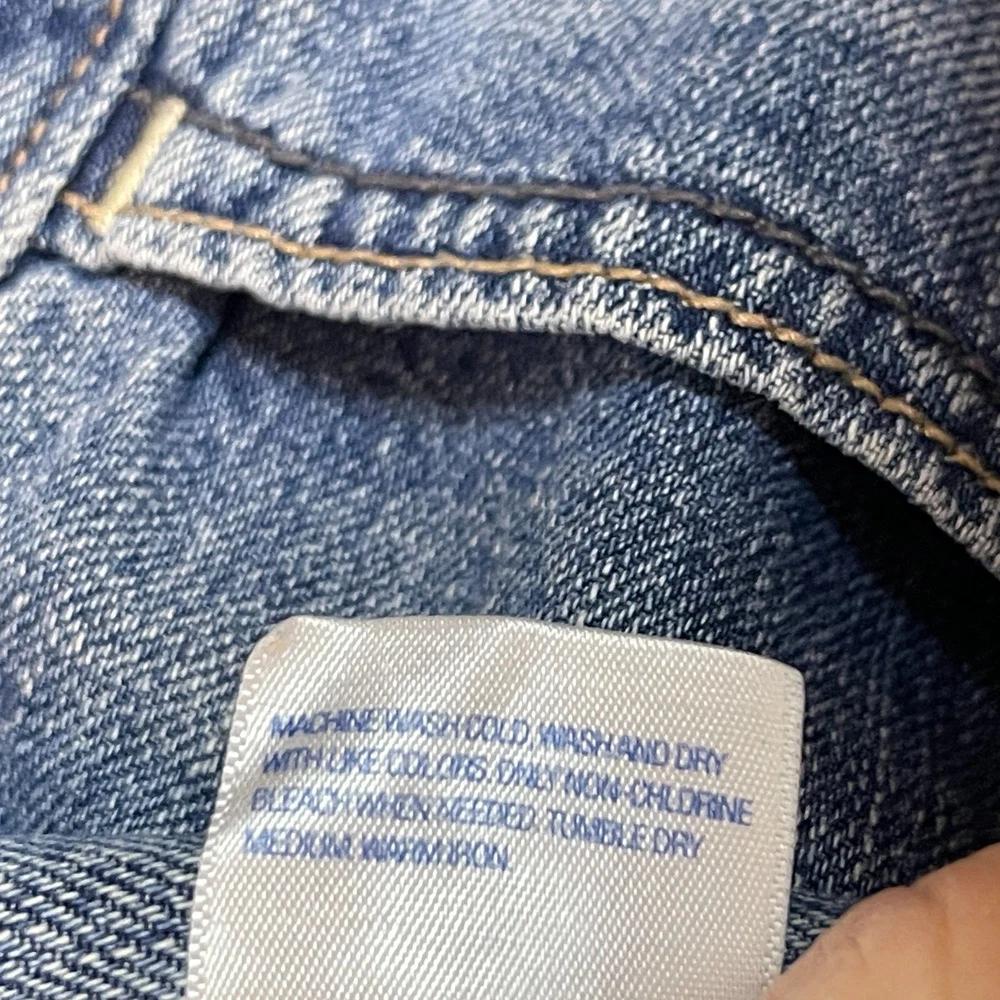 MACHINE WASH COLD, WASH AND DRY
WITH LIKE COLORS. ONLY NON-CHLORINE
BLEACH WHEN NEEDED. TUMBLE DRY
MEDIUM. WARM IRON.